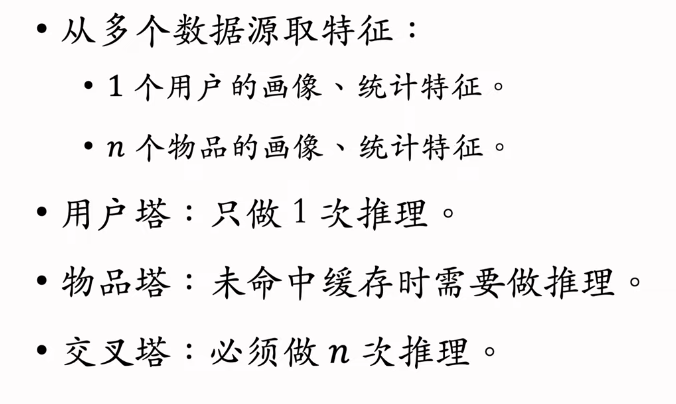 • 从多个数据源取特征：
• 1 个用户的画像、统计特征。
• n 个物品的画像、统计特征。
• 用户塔：只做 1 次推理。
• 物品塔：未命中缓存时需要做推理。
• 交叉塔：必须做 n 次推理。